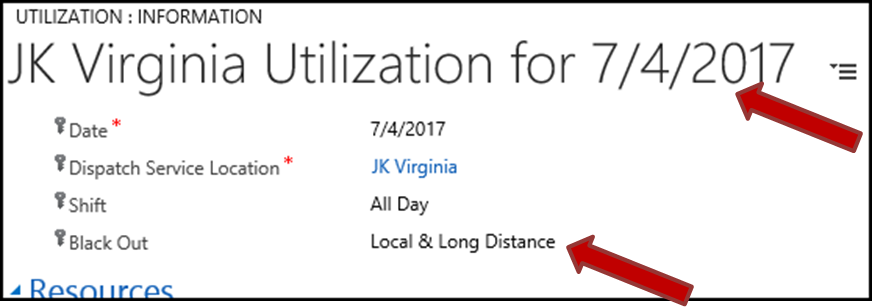 UTILIZATION : INFORMATION
JK Virginia Utilization for 7/4/2017
Date * 7/4/2017
Dispatch Service Location * JK Virginia
Shift All Day
Black Out Local & Long Distance
Resources